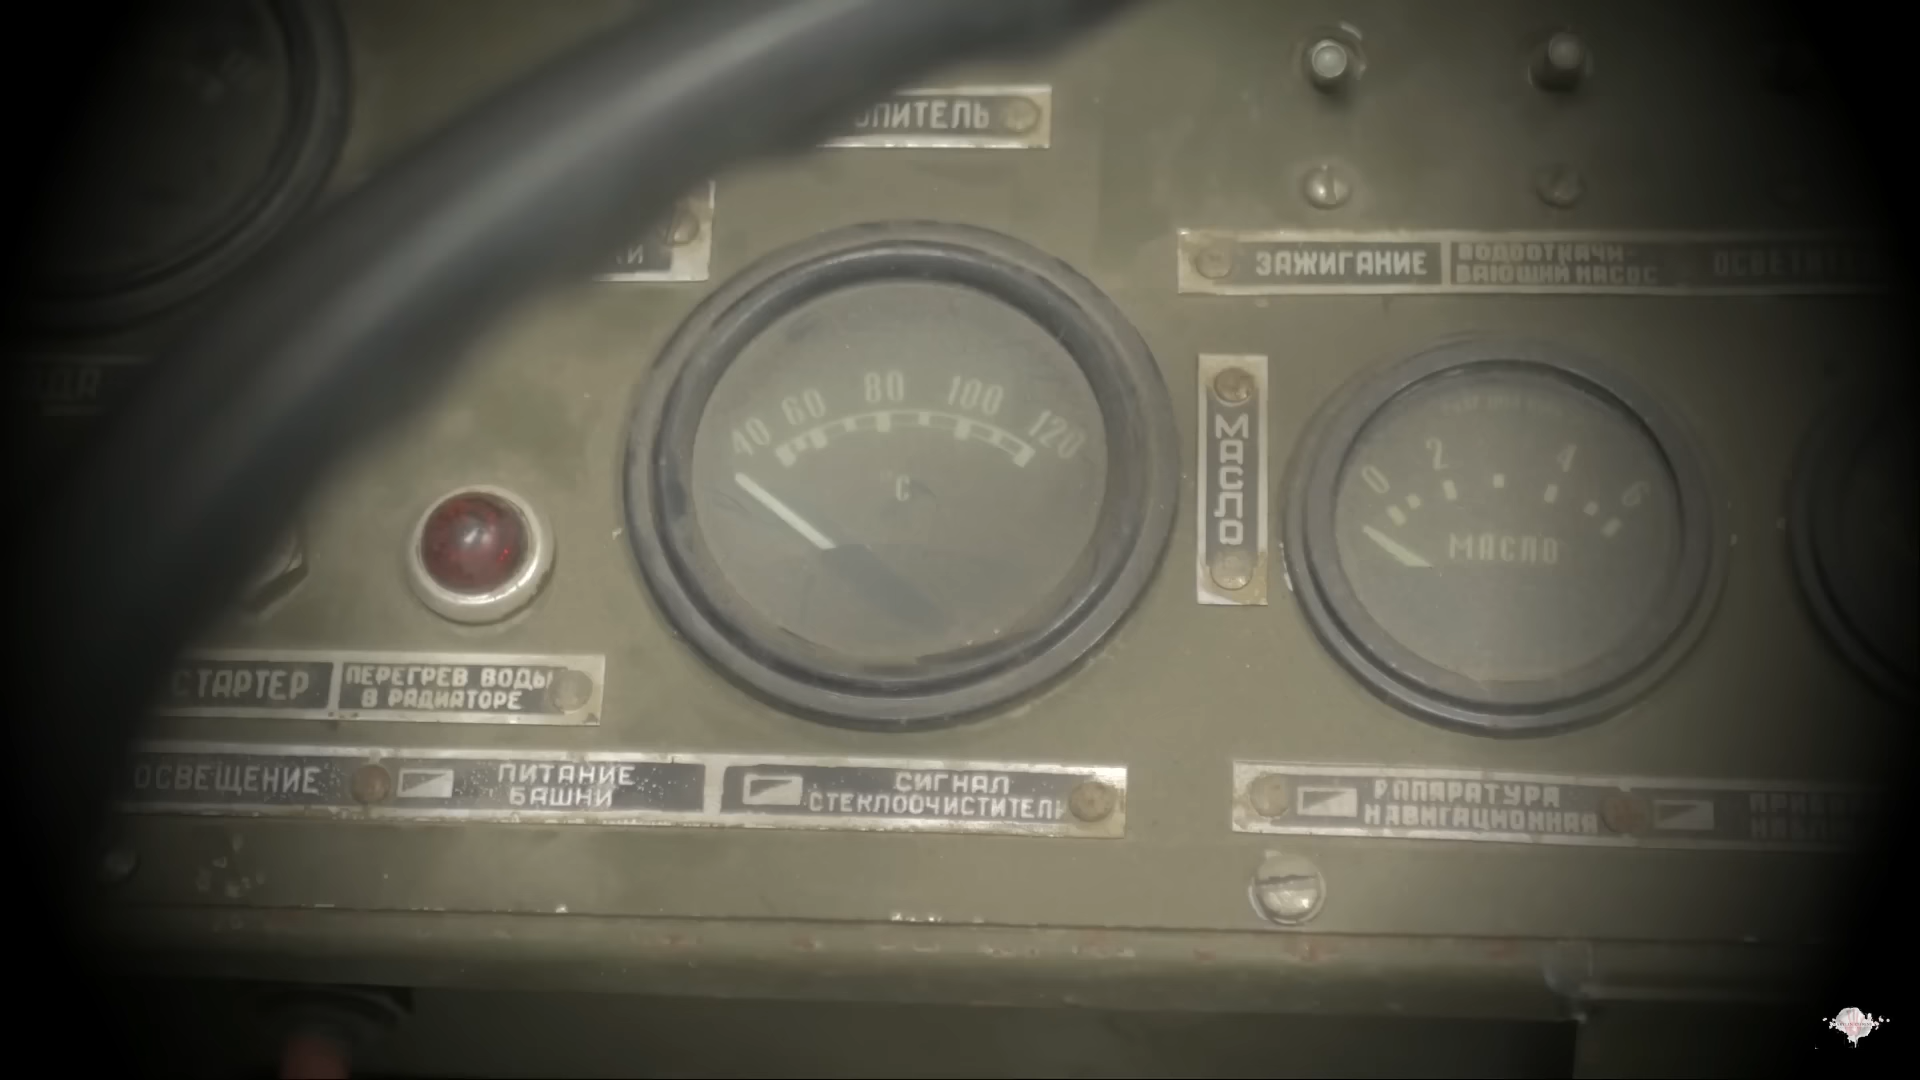 ЗАЖИГАНИЕ
ВОДООТКАЧИ-
ВАЮЩИЙ НАСОС
40 60 80 100 120
°C
МАСЛО
0 2 4 6
МАСЛО
СТАРТЕР
ПЕРЕГРЕВ ВОДЫ
В РАДИАТОРЕ
ОСВЕЩЕНИЕ
ПИТАНИЕ
БАШНИ
СИГНАЛ
СТЕКЛООЧИСТИТЕЛИ
АППАРАТУРА
НАВИГАЦИОННАЯ